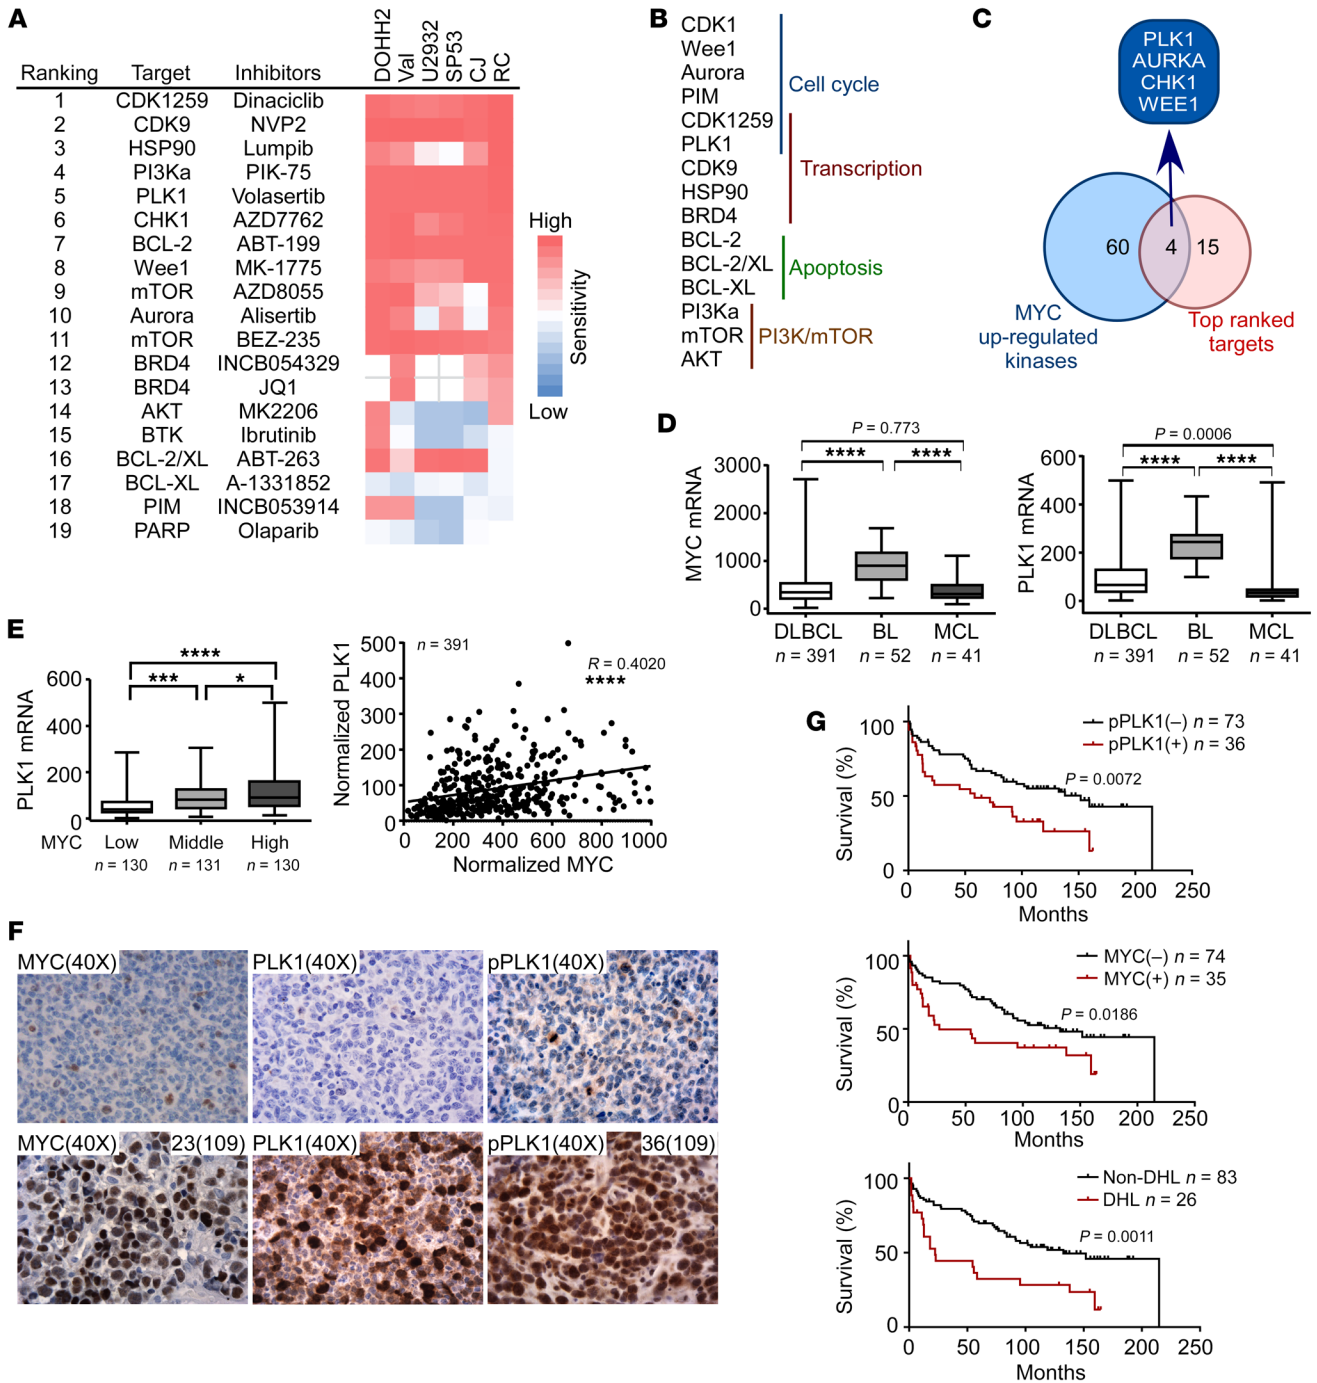 A
DOHH2
Val
U2932
SP53
CJ
RC
Ranking Target Inhibitors
1 CDK1259 Dinaciclib
2 CDK9 NVP2
3 HSP90 Lumpib
4 PI3Ka PIK-75
5 PLK1 Volasertib
6 CHK1 AZD7762
7 BCL-2 ABT-199
8 Wee1 MK-1775
9 mTOR AZD8055
10 Aurora Alisertib
11 mTOR BEZ-235
12 BRD4 INCB054329
13 BRD4 JQ1
14 AKT MK2206
15 BTK Ibrutinib
16 BCL-2/XL ABT-263
17 BCL-XL A-1331852
18 PIM INCB053914
19 PARP Olaparib
High
Sensitivity
Low
B
CDK1
Wee1
Aurora
PIM
CDK1259
PLK1
CDK9
HSP90
BRD4
BCL-2
BCL-2/XL
BCL-XL
PI3Ka
mTOR
AKT
Cell cycle
Transcription
Apoptosis
PI3K/mTOR
C
PLK1
AURKA
CHK1
WEE1
60 4 15
MYC
up-regulated
kinases
Top ranked
targets
D
P = 0.773
**** ****
MYC mRNA
3000
2000
1000
0
DLBCL BL MCL
n = 391 n = 52 n = 41
P = 0.0006
**** ****
PLK1 mRNA
600
400
200
0
DLBCL BL MCL
n = 391 n = 52 n = 41
E
****
*** *
PLK1 mRNA
600
400
200
0
MYC Low Middle High
n = 130 n = 131 n = 130
n = 391
R = 0.4020
****
Normalized PLK1
500
400
300
200
100
0
0 200 400 600 800 1000
Normalized MYC
F
MYC(40X) PLK1(40X) pPLK1(40X)
MYC(40X) 23(109) PLK1(40X) pPLK1(40X) 36(109)
G
pPLK1(–) n = 73
pPLK1(+) n = 36
P = 0.0072
Survival (%)
100
50
0
0 50 100 150 200 250
Months
MYC(–) n = 74
MYC(+) n = 35
P = 0.0186
Survival (%)
100
50
0
0 50 100 150 200 250
Months
Non-DHL n = 83
DHL n = 26
P = 0.0011
Survival (%)
100
50
0
0 50 100 150 200 250
Months